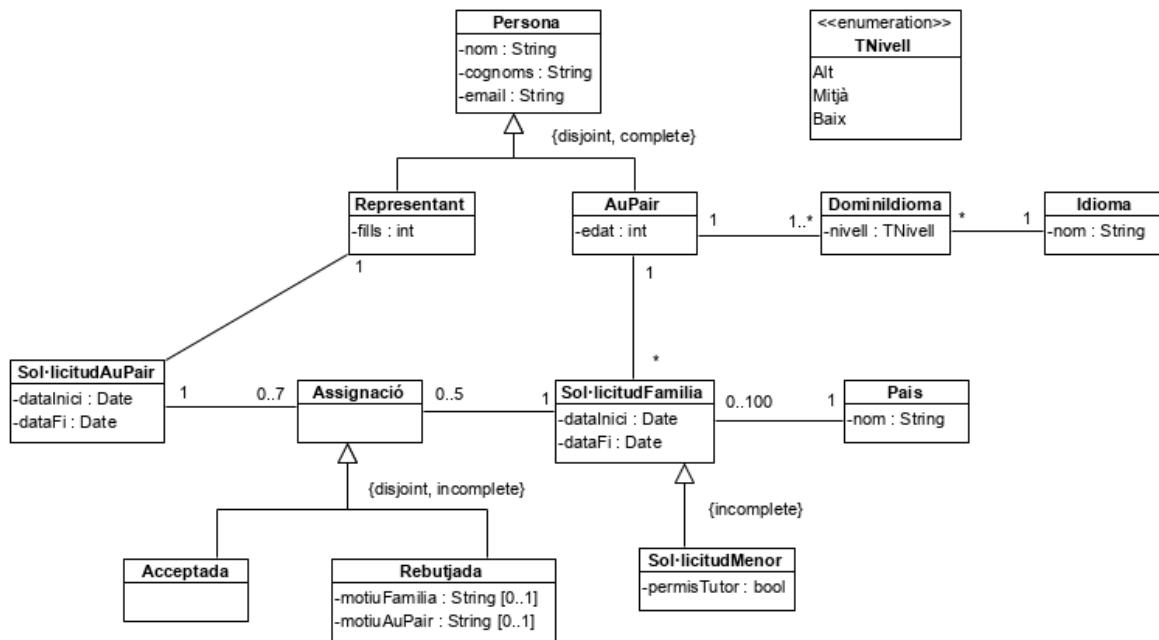 Persona
-nom : String
-cognoms : String
-email : String
<<enumeration>>
TNivell
Alt
Mitjà
Baix
{disjoint, complete}
Representant
-fills : int
1
AuPair
-edat : int
1
1..*
1
DominiIdioma
-nivell : TNivell
*
1
Idioma
-nom : String
Sol·licitudAuPair
-dataInici : Date
-dataFi : Date
1
0..7
Assignació
0..5
1
*
Sol·licitudFamilia
-dataInici : Date
-dataFi : Date
0..100
1
Pais
-nom : String
{disjoint, incomplete}
{incomplete}
Acceptada
Rebutjada
-motiuFamilia : String [0..1]
-motiuAuPair : String [0..1]
Sol·licitudMenor
-permisTutor : bool